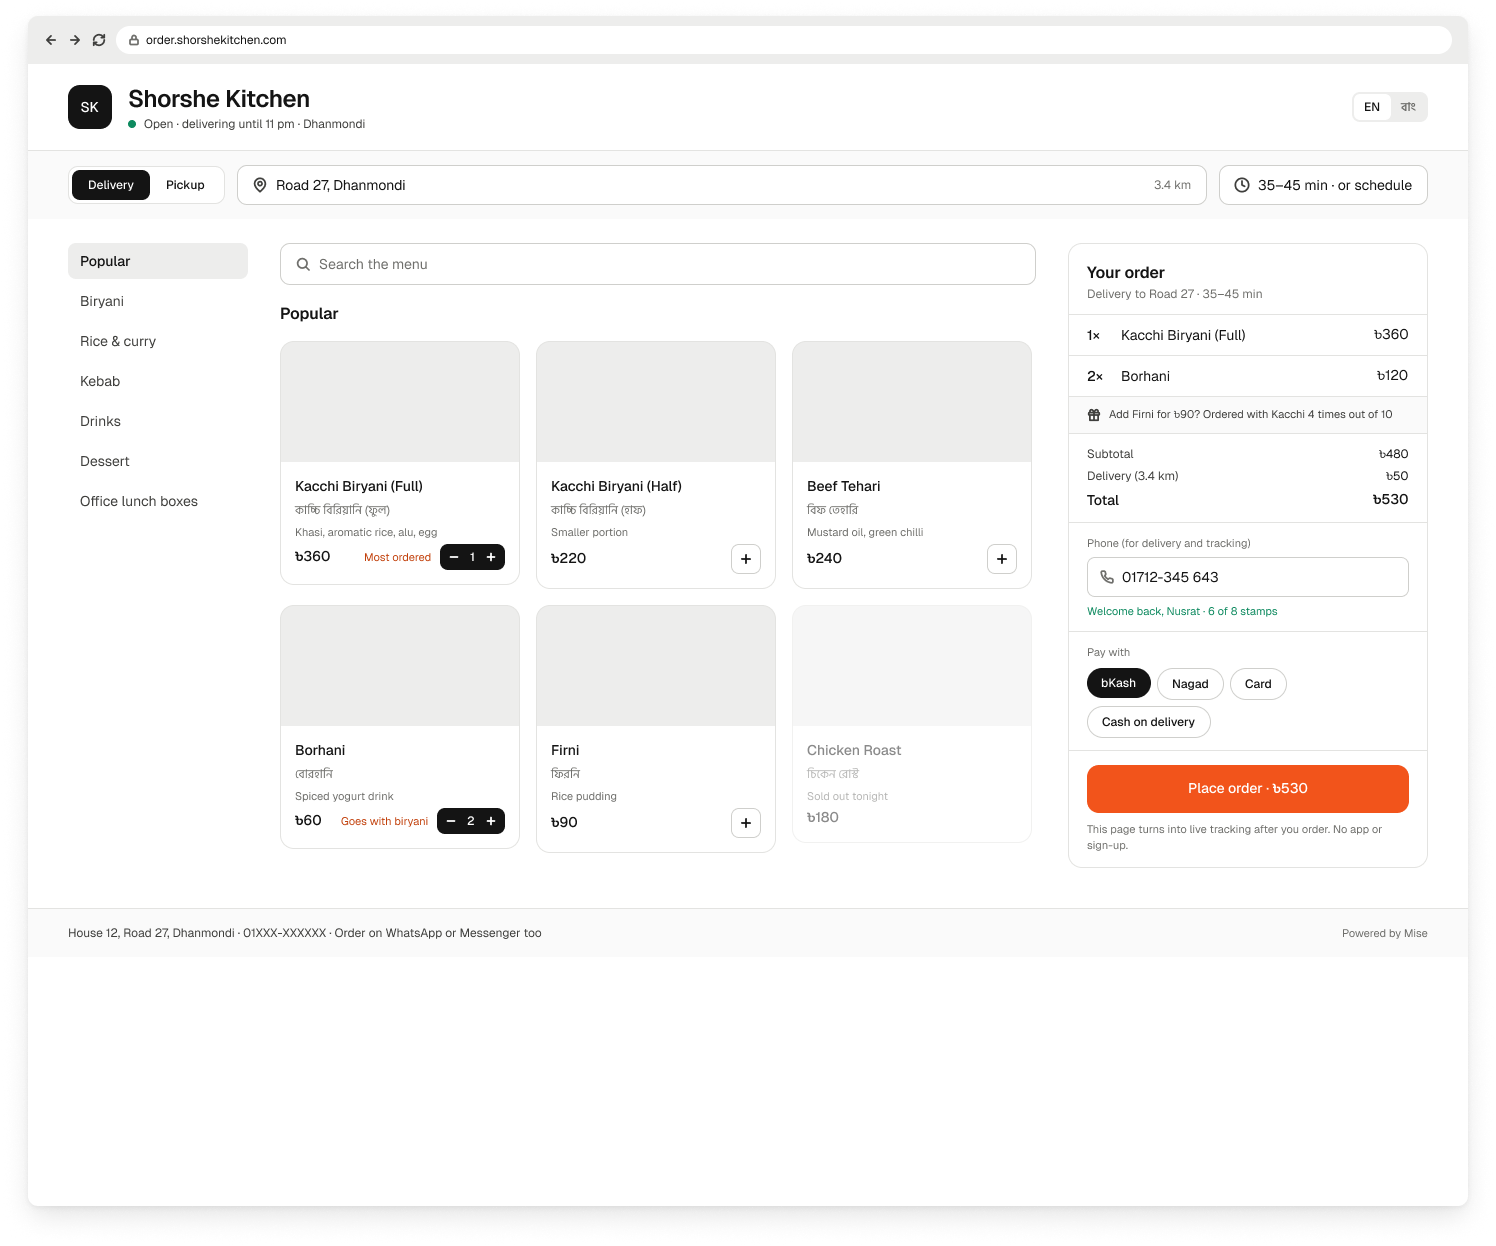 order.shorshekitchen.com
SK
Shorshe Kitchen
Open · delivering until 11 pm · Dhanmondi
EN
বাং
Delivery
Pickup
Road 27, Dhanmondi
3.4 km
35–45 min · or schedule
Popular
Biryani
Rice & curry
Kebab
Drinks
Dessert
Office lunch boxes
Search the menu
Popular
Kacchi Biryani (Full)
কাচ্চি বিরিয়ানি (ফুল)
Khasi, aromatic rice, alu, egg
৳360
Most ordered
− 1 +
Kacchi Biryani (Half)
কাচ্চি বিরিয়ানি (হাফ)
Smaller portion
৳220
+
Beef Tehari
বিফ তেহারি
Mustard oil, green chilli
৳240
+
Borhani
বোরহানি
Spiced yogurt drink
৳60
Goes with biryani
− 2 +
Firni
ফিরনি
Rice pudding
৳90
+
Chicken Roast
চিকেন রোস্ট
Sold out tonight
৳180
Your order
Delivery to Road 27 · 35–45 min
1× Kacchi Biryani (Full) ৳360
2× Borhani ৳120
Add Firni for ৳90? Ordered with Kacchi 4 times out of 10
Subtotal ৳480
Delivery (3.4 km) ৳50
Total ৳530
Phone (for delivery and tracking)
01712-345 643
Welcome back, Nusrat · 6 of 8 stamps
Pay with
bKash
Nagad
Card
Cash on delivery
Place order · ৳530
This page turns into live tracking after you order. No app or
sign-up.
House 12, Road 27, Dhanmondi · 01XXX-XXXXXX · Order on WhatsApp or Messenger too
Powered by Mise